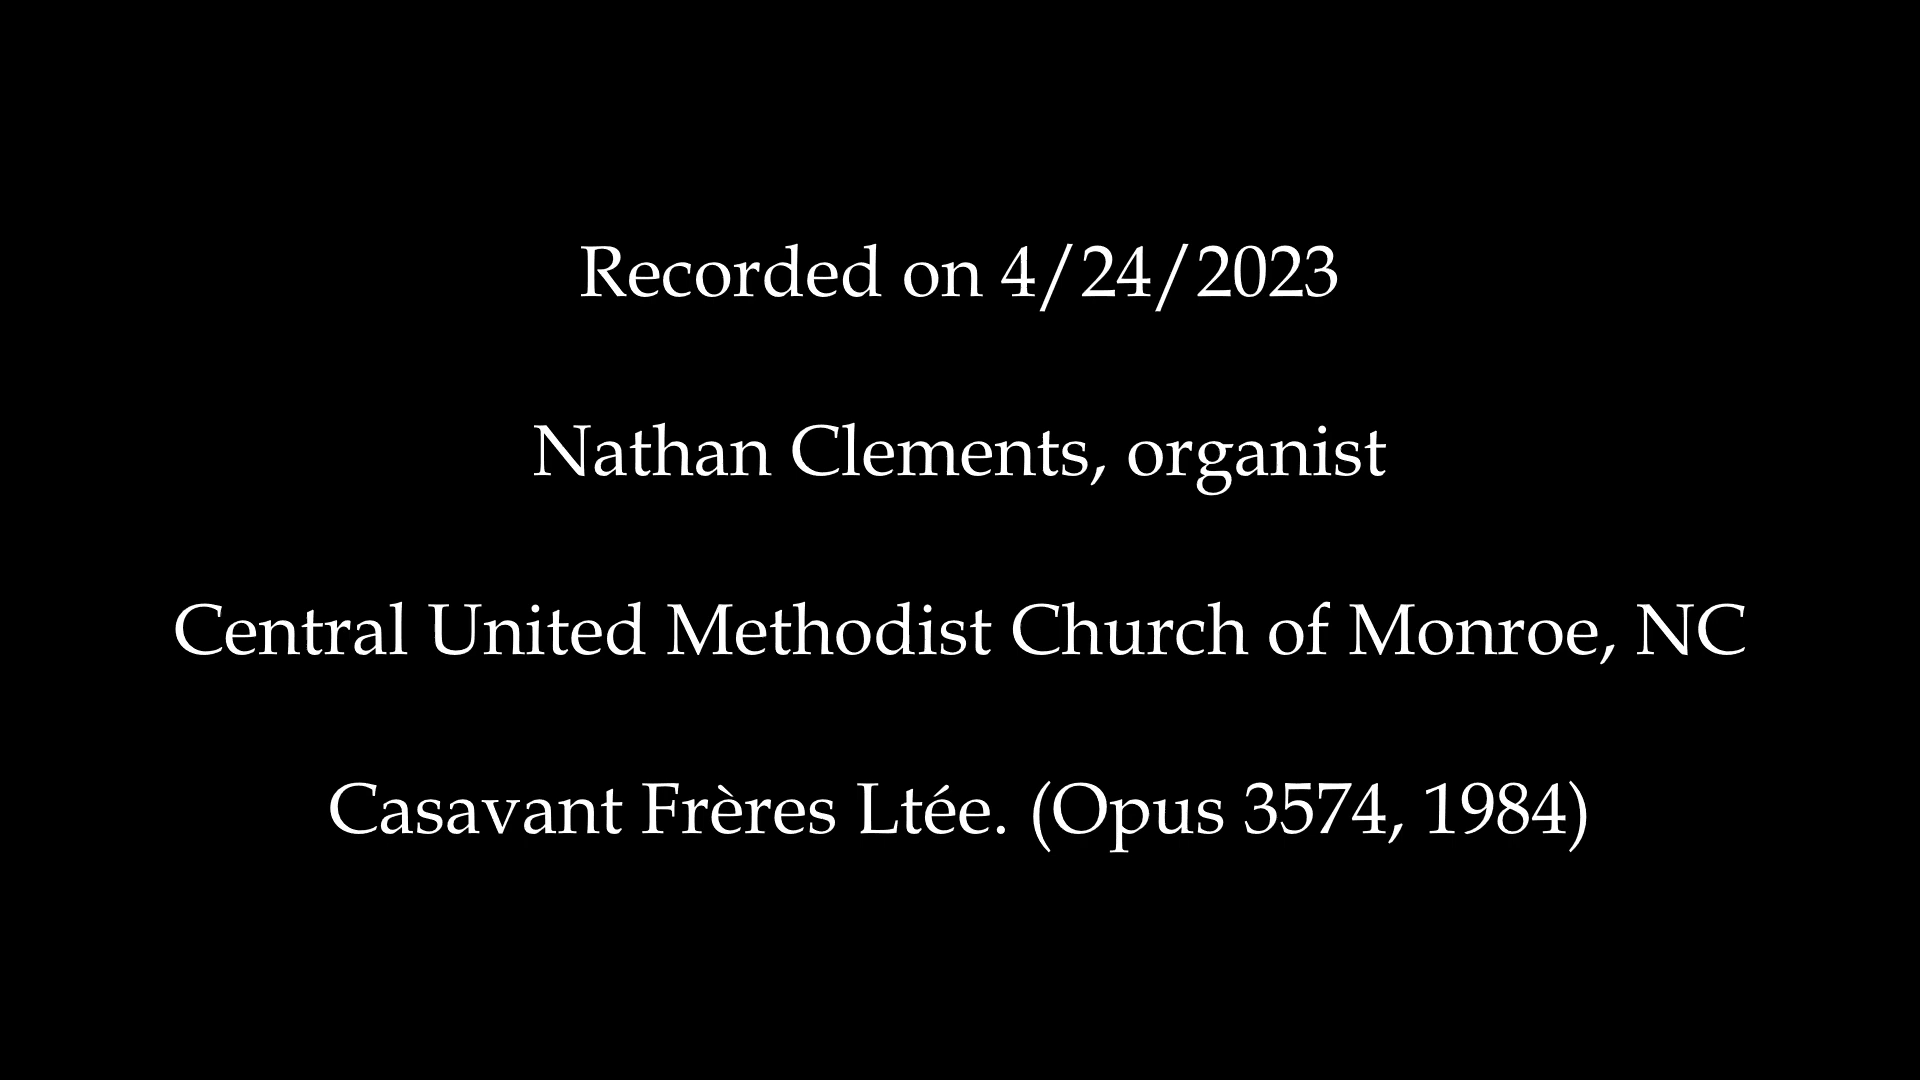 Recorded on 4/24/2023
Nathan Clements, organist
Central United Methodist Church of Monroe, NC
Casavant Frères Ltée. (Opus 3574, 1984)